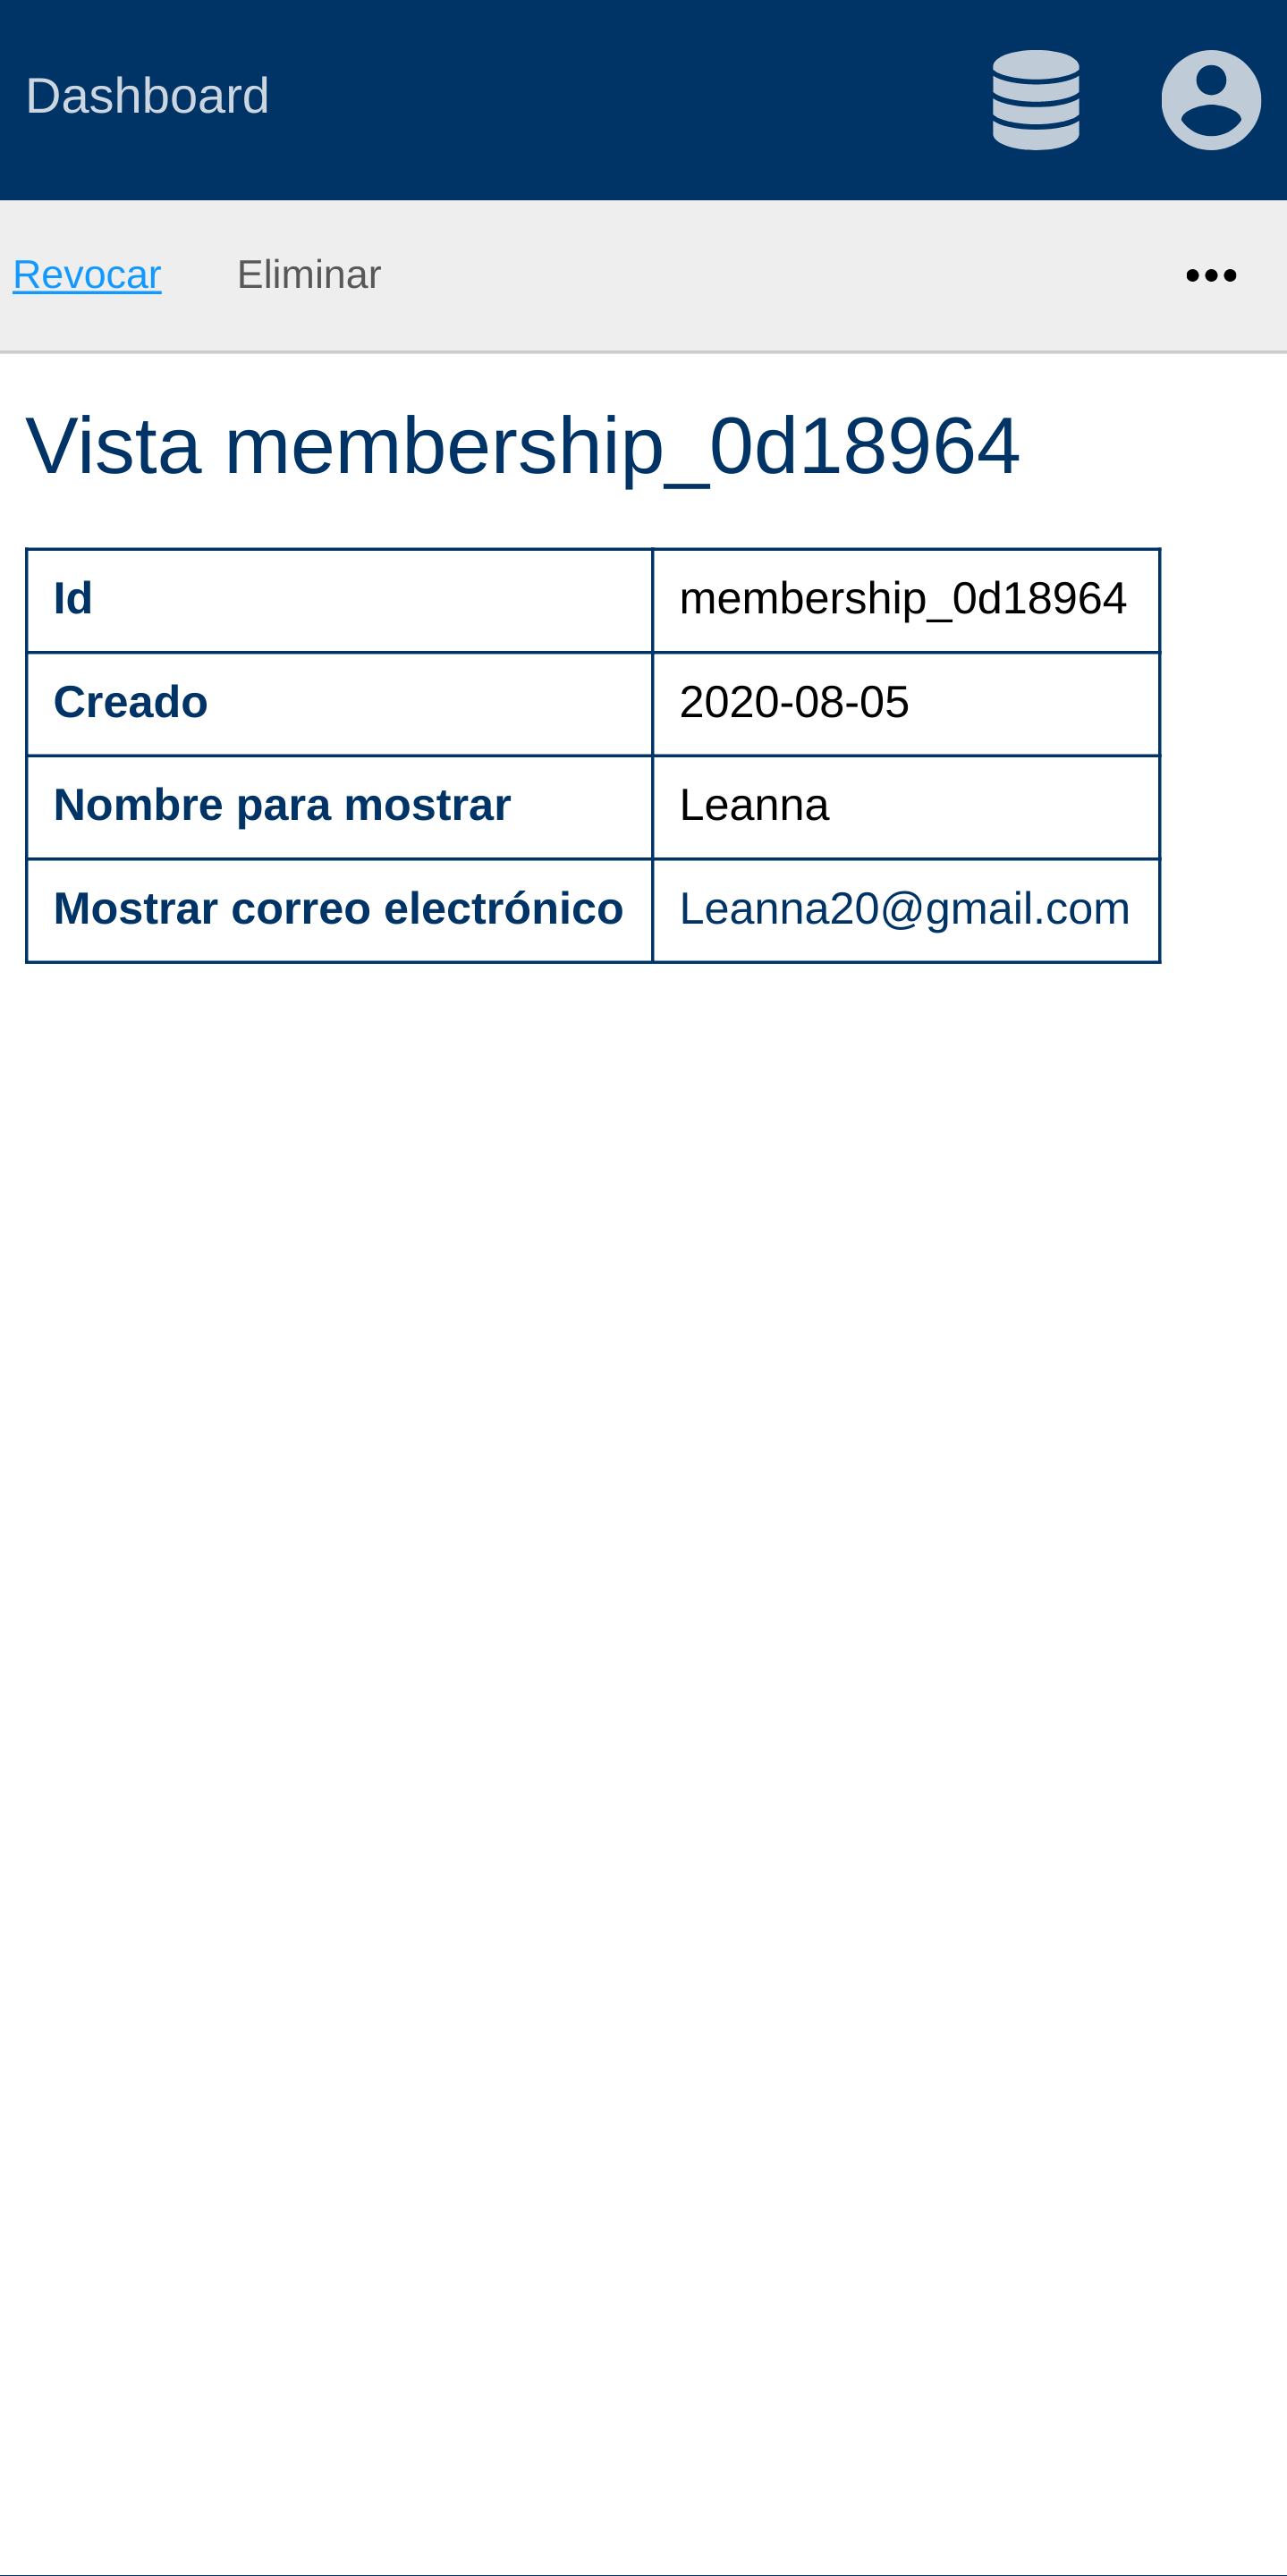 Dashboard
Revocar Eliminar •••
Vista membership_0d18964
Id membership_0d18964
Creado 2020-08-05
Nombre para mostrar Leanna
Mostrar correo electrónico Leanna20@gmail.com